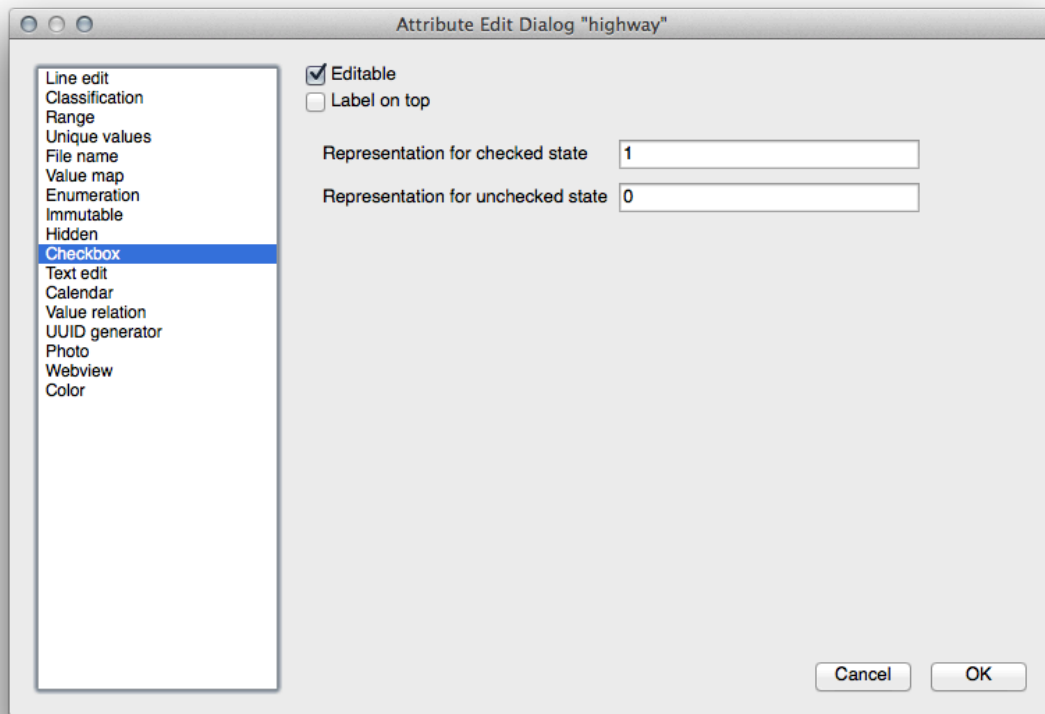 Attribute Edit Dialog "highway"
Line edit
Classification
Range
Unique values
File name
Value map
Enumeration
Immutable
Hidden
Checkbox
Text edit
Calendar
Value relation
UUID generator
Photo
Webview
Color
Editable
Label on top
Representation for checked state 1
Representation for unchecked state 0
Cancel OK